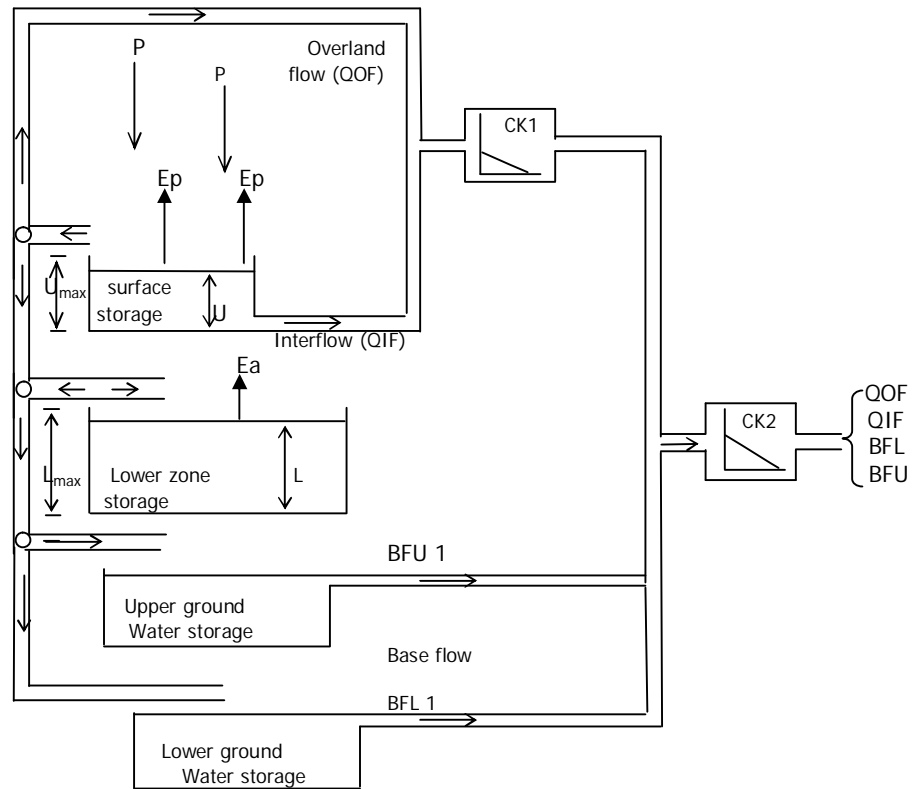 P
Overland
flow (QOF)
P
CK1
Ep
Ep
Umax
surface
storage
U
Interflow (QIF)
Ea
QOF
QIF
BFL
BFU
CK2
Lmax
Lower zone
storage
L
BFU 1
Upper ground
Water storage
Base flow
BFL 1
Lower ground
Water storage